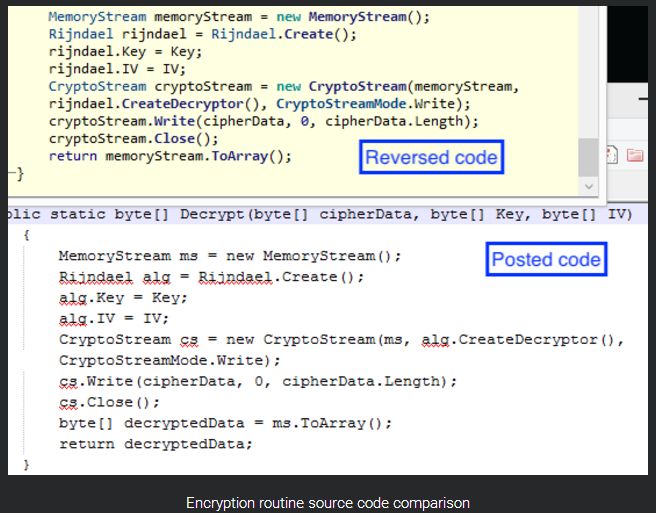 MemoryStream memoryStream = new MemoryStream();
Rijndael rijndael = Rijndael.Create();
rijndael.Key = Key;
rijndael.IV = IV;
CryptoStream cryptoStream = new CryptoStream(memoryStream,
rijndael.CreateDecryptor(), CryptoStreamMode.Write);
cryptoStream.Write(cipherData, 0, cipherData.Length);
cryptoStream.Close();
return memoryStream.ToArray();
Reversed code
}
blic static byte[] Decrypt(byte[] cipherData, byte[] Key, byte[] IV)
{
Posted code
MemoryStream ms = new MemoryStream();
Rijndael alg = Rijndael.Create();
alg.Key = Key;
alg.IV = IV;
CryptoStream cs = new CryptoStream(ms, alg.CreateDecryptor(),
CryptoStreamMode.Write);
cs.Write(cipherData, 0, cipherData.Length);
cs.Close();
byte[] decryptedData = ms.ToArray();
return decryptedData;
}
Encryption routine source code comparison